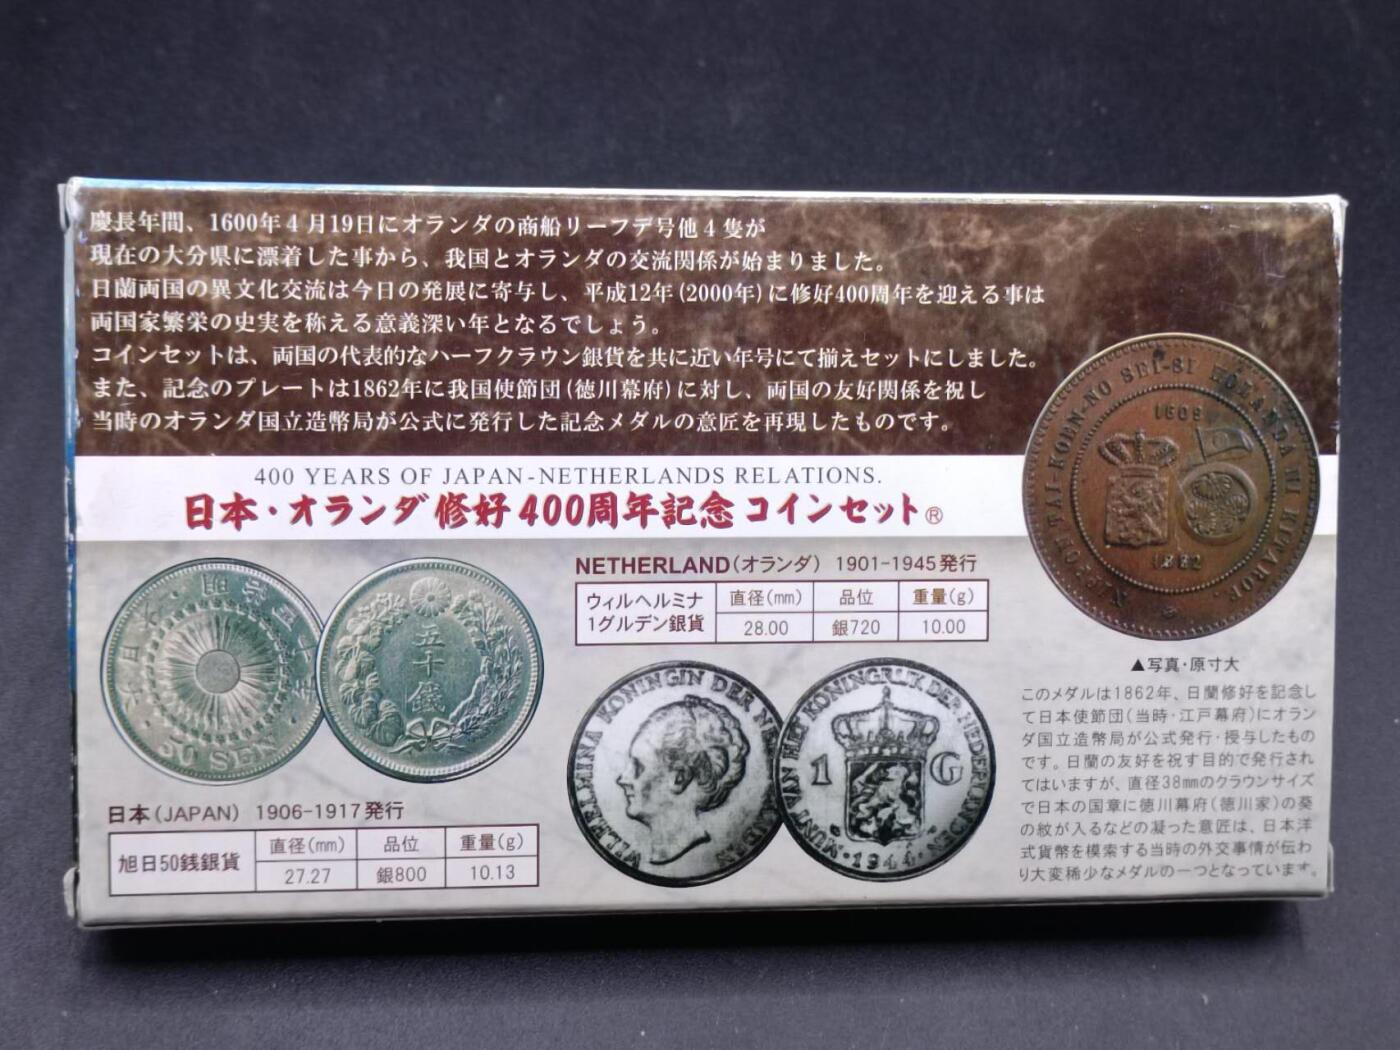 慶長年間、1600年4月19日にオランダの商船リーフデ号他4隻が
現在の大分県に漂着した事から、我国とオランダの交流関係が始まりました。
日蘭両国の異文化交流は今日の発展に寄与し、平成12年(2000年)に修好400周年を迎える事は
両国家繁栄の史実を称える意義深い年となるでしょう。
コインセットは、両国の代表的なハーフクラウン銀貨を共に近い年号にて揃えセットにしました。
また、記念のプレートは1862年に我国使節団(徳川幕府)に対し、両国の友好関係を祝し
当時のオランダ国立造幣局が公式に発行した記念メダルの意匠を再現したものです。
400 YEARS OF JAPAN-NETHERLANDS RELATIONS.
日本・オランダ修好400周年記念コインセット®
50 SEN
五十銭
日本(JAPAN) 1906-1917発行
旭日50銭銀貨
直径(mm) 品位 重量(g)
27.27 銀800 10.13
NETHERLAND(オランダ) 1901-1945発行
ウィルヘルミナ
1グルデン銀貨
直径(mm) 品位 重量(g)
28.00 銀720 10.00
WILHELMINA KONINGIN DER
MUNT VAN HET KONINGRIJK DER NEDERLANDEN
1 G
1944
NO SEI-SI HOLANDA NI
1609
1862
▲写真・原寸大
このメダルは1862年、日蘭修好を記念し
て日本使節団(当時・江戸幕府)にオラン
ダ国立造幣局が公式発行・授与したもの
です。日蘭の友好を祝す目的で発行され
てはいますが、直径38mmのクラウンサイズ
で日本の国章に徳川幕府(徳川家)の葵
の紋が入るなどの凝った意匠は、日本洋
式貨幣を模索する当時の外交事情が伝わ
り大変稀少なメダルの一つとなっています。